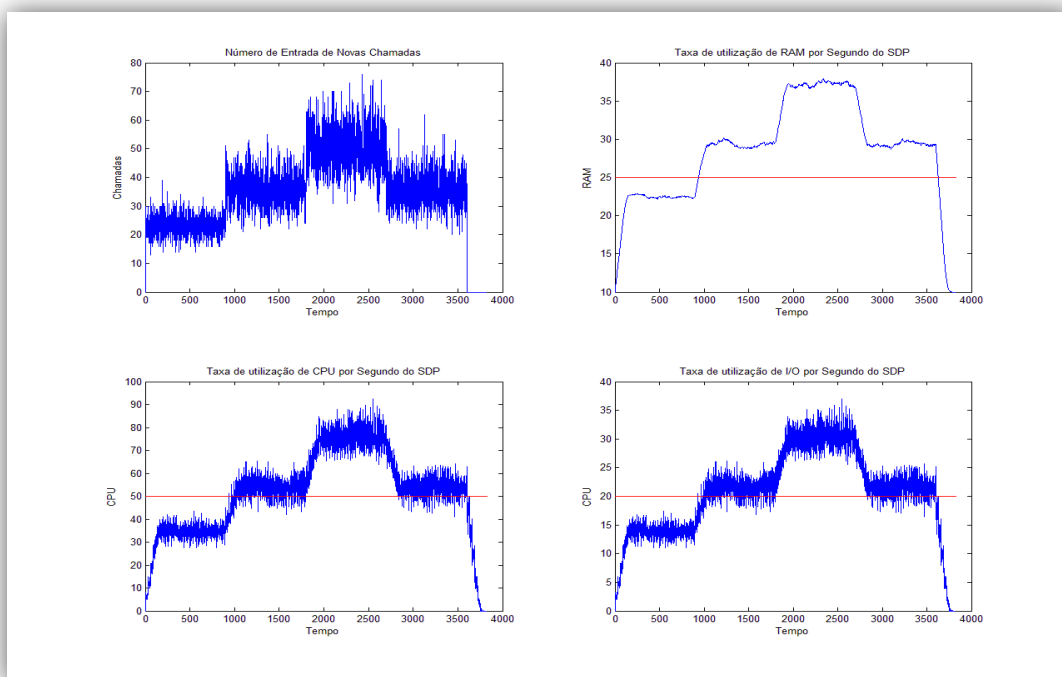 Número de Entrada de Novas Chamadas
80
70
60
50
40
30
20
10
0
Chamadas
0 500 1000 1500 2000 2500 3000 3500 4000
Tempo
Taxa de utilização de RAM por Segundo do SDP
40
35
30
25
20
15
10
RAM
0 500 1000 1500 2000 2500 3000 3500 4000
Tempo
Taxa de utilização de CPU por Segundo do SDP
100
90
80
70
60
50
40
30
20
10
0
CPU
0 500 1000 1500 2000 2500 3000 3500 4000
Tempo
Taxa de utilização de I/O por Segundo do SDP
40
35
30
25
20
15
10
5
0
CPU
0 500 1000 1500 2000 2500 3000 3500 4000
Tempo